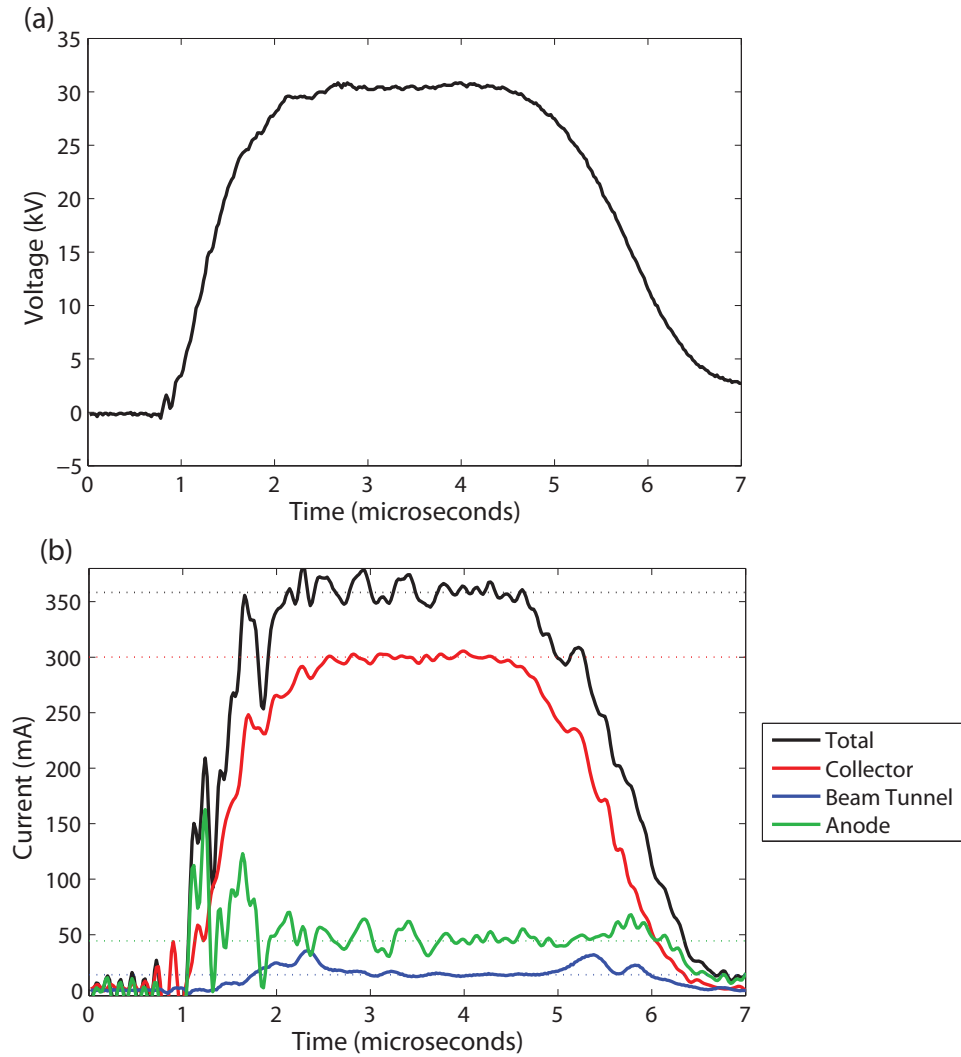 (a)
35
30
25
20
15
10
5
0
−5
Voltage (kV)
0 1 2 3 4 5 6 7
Time (microseconds)
(b)
350
300
250
200
150
100
50
0
Current (mA)
0 1 2 3 4 5 6 7
Time (microseconds)
Total
Collector
Beam Tunnel
Anode